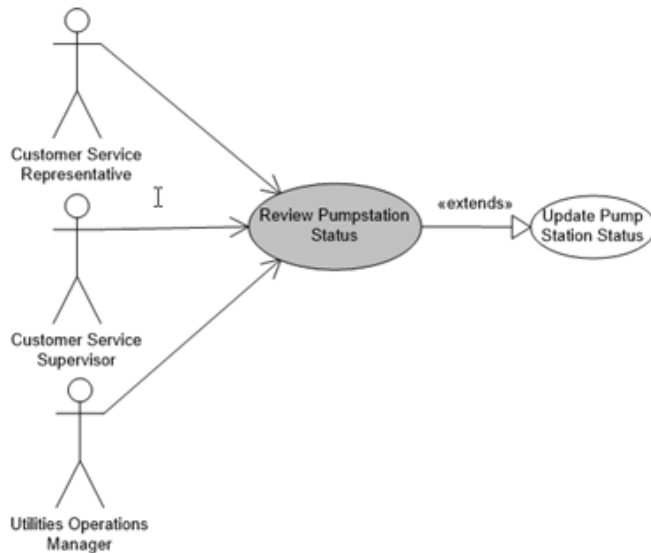 Customer Service
Representative
Review Pumpstation
Status
«extends»
Update Pump
Station Status
Customer Service
Supervisor
Utilities Operations
Manager